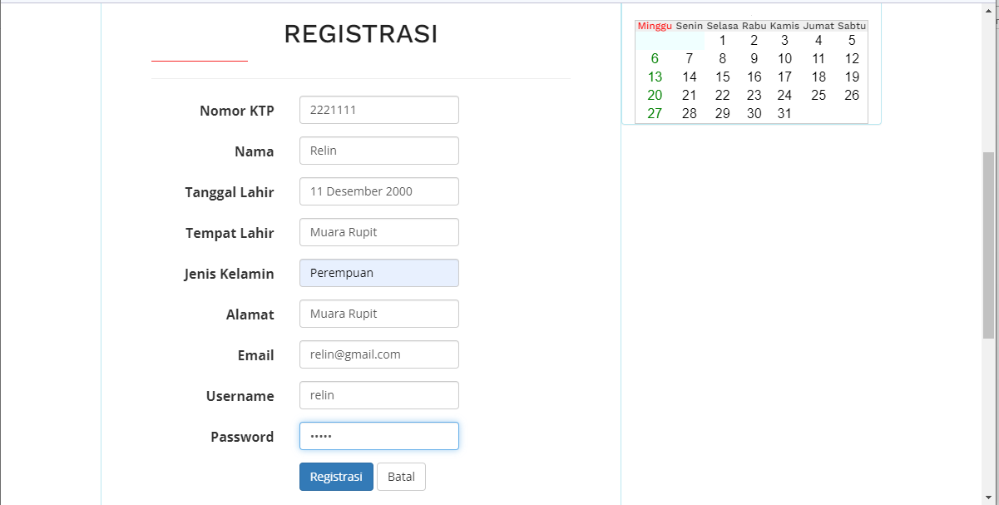 REGISTRASI
Nomor KTP 2221111
Nama Relin
Tanggal Lahir 11 Desember 2000
Tempat Lahir Muara Rupit
Jenis Kelamin Perempuan
Alamat Muara Rupit
Email relin@gmail.com
Username relin
Password •••••
Registrasi Batal
Minggu Senin Selasa Rabu Kamis Jumat Sabtu
1 2 3 4 5
6 7 8 9 10 11 12
13 14 15 16 17 18 19
20 21 22 23 24 25 26
27 28 29 30 31